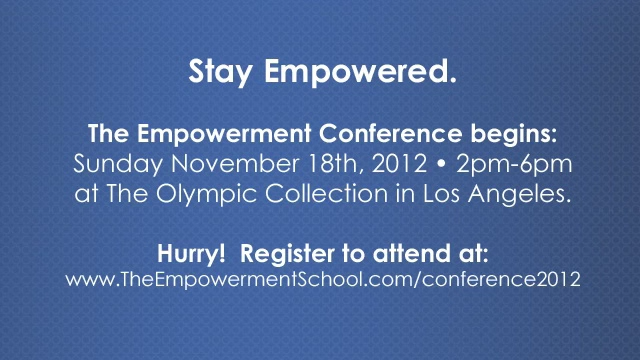 Stay Empowered.
The Empowerment Conference begins:
Sunday November 18th, 2012 • 2pm-6pm
at The Olympic Collection in Los Angeles.
Hurry!  Register to attend at:
www.TheEmpowermentSchool.com/conference2012